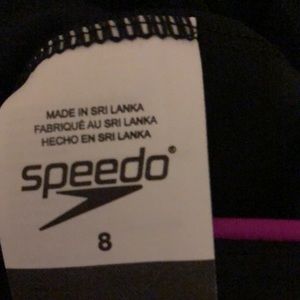 MADE IN SRI LANKA
FABRIQUÉ AU SRI LANKA
HECHO EN SRI LANKA
speedo®
8